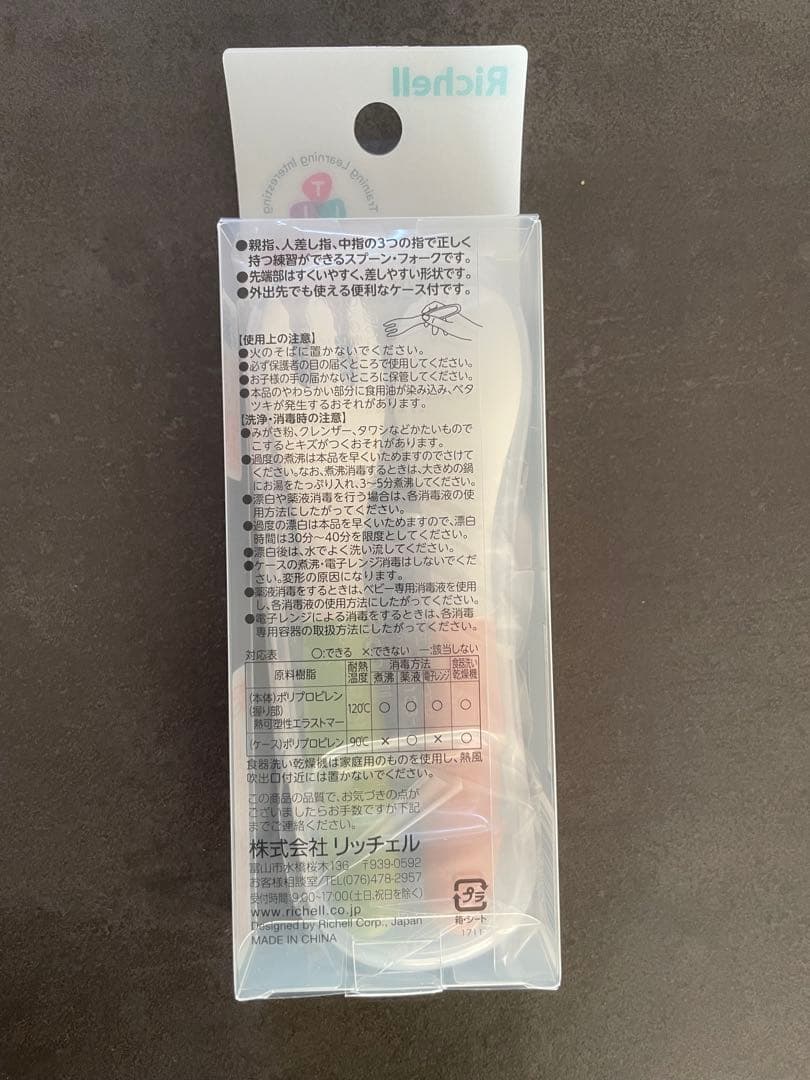 Richell
Training Learning Interesting
T
●親指、人差し指、中指の3つの指で正しく
持つ練習ができるスプーン・フォークです。
●先端部はすくいやすく、差しやすい形状です。
●外出先でも使える便利なケース付です。
【使用上の注意】
●火のそばに置かないでください。
●必ず保護者の目の届くところで使用してください。
●お子様の手の届かないところに保管してください。
●本品のやわらかい部分に食用油が染み込み、ベタ
ツキが発生するおそれがあります。
【洗浄・消毒時の注意】
●みがき粉、クレンザー、タワシなどかたいもので
こするとキズがつくおそれがあります。
●過度の煮沸は本品を早くいためますのでさけて
ください。なお、煮沸消毒するときは、大きめの鍋
にお湯をたっぷり入れ、3〜5分煮沸してください。
●漂白や薬液消毒を行う場合は、各消毒液の使
用方法にしたがってください。
●過度の漂白は本品を早くいためますので、漂白
時間は30分〜40分を限度としてください。
●漂白後は、水でよく洗い流してください。
●ケースの煮沸・電子レンジ消毒はしないでくだ
さい。変形の原因になります。
●薬液消毒をするときは、ベビー専用消毒液を使用
し、各消毒液の使用方法にしたがってください。
●電子レンジによる消毒をするときは、各消毒
専用容器の取扱方法にしたがってください。
対応表 〇:できる ×:できない ー:該当しない
原料樹脂 耐熱温度 消毒方法 煮沸 薬液 電子レンジ 食器洗い乾燥機
(本体)ポリプロピレン
(握り部)
熱可塑性エラストマー 120℃ 〇 〇 〇 〇
(ケース)ポリプロピレン 90℃ × 〇 × 〇
食器洗い乾燥機は家庭用のものを使用し、熱風
吹出口付近には置かないでください。
この商品の品質で、お気づきの点が
ございましたらお手数ですが下記
までご連絡ください。
株式会社 リッチェル
富山市水橋桜木136 〒939-0592
お客様相談室/TEL(076)478-2957
受付時間 9:00~17:00(土日、祝日を除く)
www.richell.co.jp
Designed by Richell Corp., Japan
MADE IN CHINA
プラ
箱・シート
1711